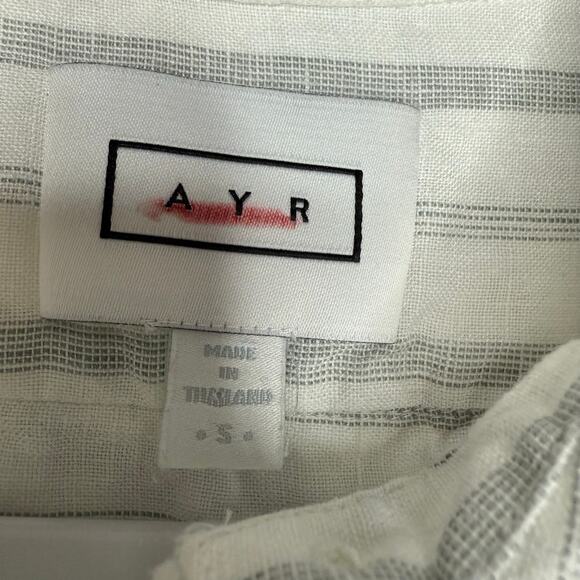 A Y R
MADE
IN
THAILAND
• S •